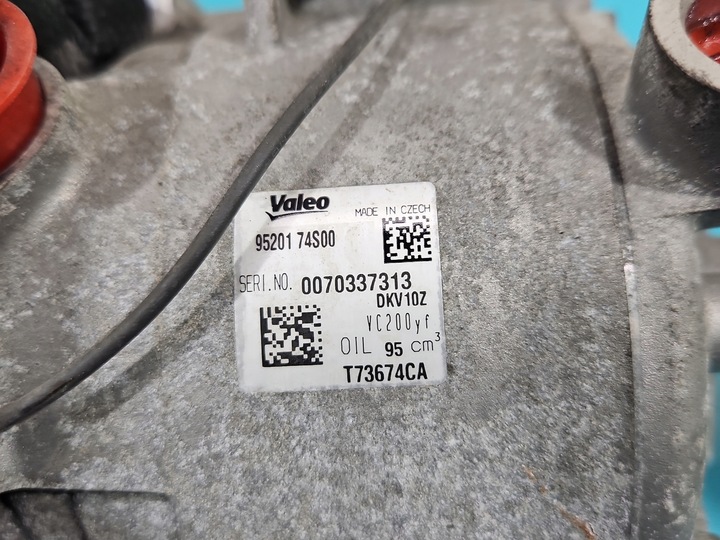 Valeo
MADE IN CZECH
95201 74S00
SERI.NO. 0070337313
DKV10Z
VC200yf
OIL 95 cm³
T73674CA